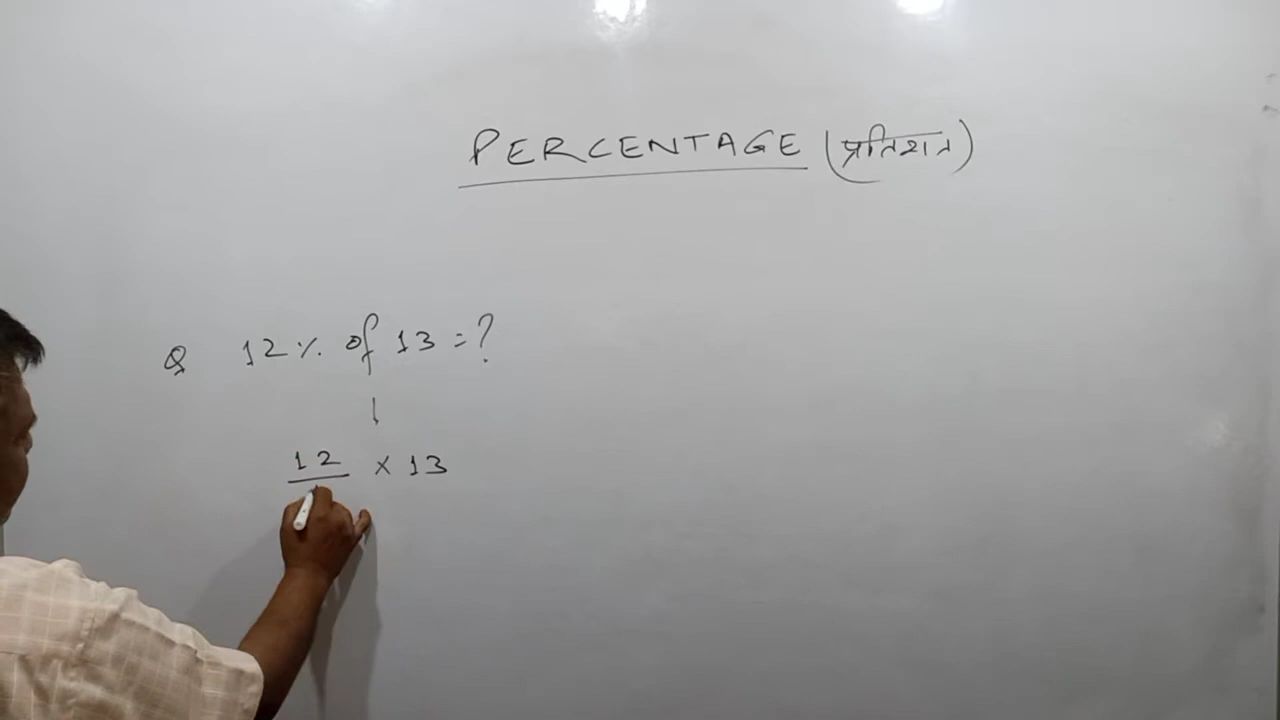 PERCENTAGE (प्रतिशत)
Q 12% of 13 = ?
12 × 13